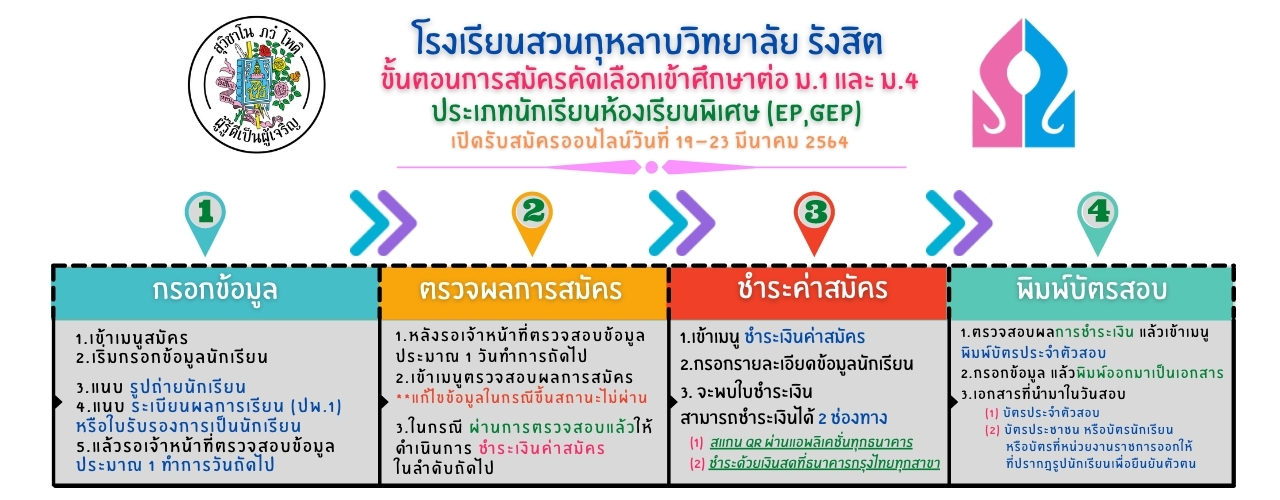 สุวิชาโน ภวํ โหติ
ผู้รู้ดีเป็นผู้เจริญ
โรงเรียนสวนกุหลาบวิทยาลัย รังสิต
ขั้นตอนการสมัครคัดเลือกเข้าศึกษาต่อ ม.1 และ ม.4
ประเภทนักเรียนห้องเรียนพิเศษ (EP,GEP)
เปิดรับสมัครออนไลน์วันที่ 19-23 มีนาคม 2564
1
กรอกข้อมูล
1.เข้าเมนูสมัคร
2.เริ่มกรอกข้อมูลนักเรียน
3.แนบ รูปถ่ายนักเรียน
4.แนบ ระเบียนผลการเรียน (ปพ.1)
หรือใบรับรองการเป็นนักเรียน
5.แล้วรอเจ้าหน้าที่ตรวจสอบข้อมูล
ประมาณ 1 ทำการวันถัดไป
2
ตรวจผลการสมัคร
1.หลังรอเจ้าหน้าที่ตรวจสอบข้อมูล
ประมาณ 1 วันทำการถัดไป
2.เข้าเมนูตรวจสอบผลการสมัคร
**แก้ไขข้อมูลในกรณีขึ้นสถานะไม่ผ่าน
3.ในกรณี ผ่านการตรวจสอบแล้วให้
ดำเนินการ ชำระเงินค่าสมัคร
ในลำดับถัดไป
3
ชำระค่าสมัคร
1.เข้าเมนู ชำระเงินค่าสมัคร
2.กรอกรายละเอียดข้อมูลนักเรียน
3. จะพบใบชำระเงิน
สามารถชำระเงินได้ 2 ช่องทาง
(1) สแกน QR ผ่านแอพลิเคชั่นทุกธนาคาร
(2) ชำระด้วยเงินสดที่ธนาคารกรุงไทยทุกสาขา
4
พิมพ์บัตรสอบ
1.ตรวจสอบผลการชำระเงิน แล้วเข้าเมนู
พิมพ์บัตรประจำตัวสอบ
2.กรอกข้อมูล แล้วพิมพ์ออกมาเป็นเอกสาร
3.เอกสารที่นำมาในวันสอบ
(1) บัตรประจำตัวสอบ
(2) บัตรประชาชน หรือบัตรนักเรียน
หรือบัตรที่หน่วยงานราชการออกให้
ที่ปรากฎรูปนักเรียนเพื่อยืนยันตัวตน